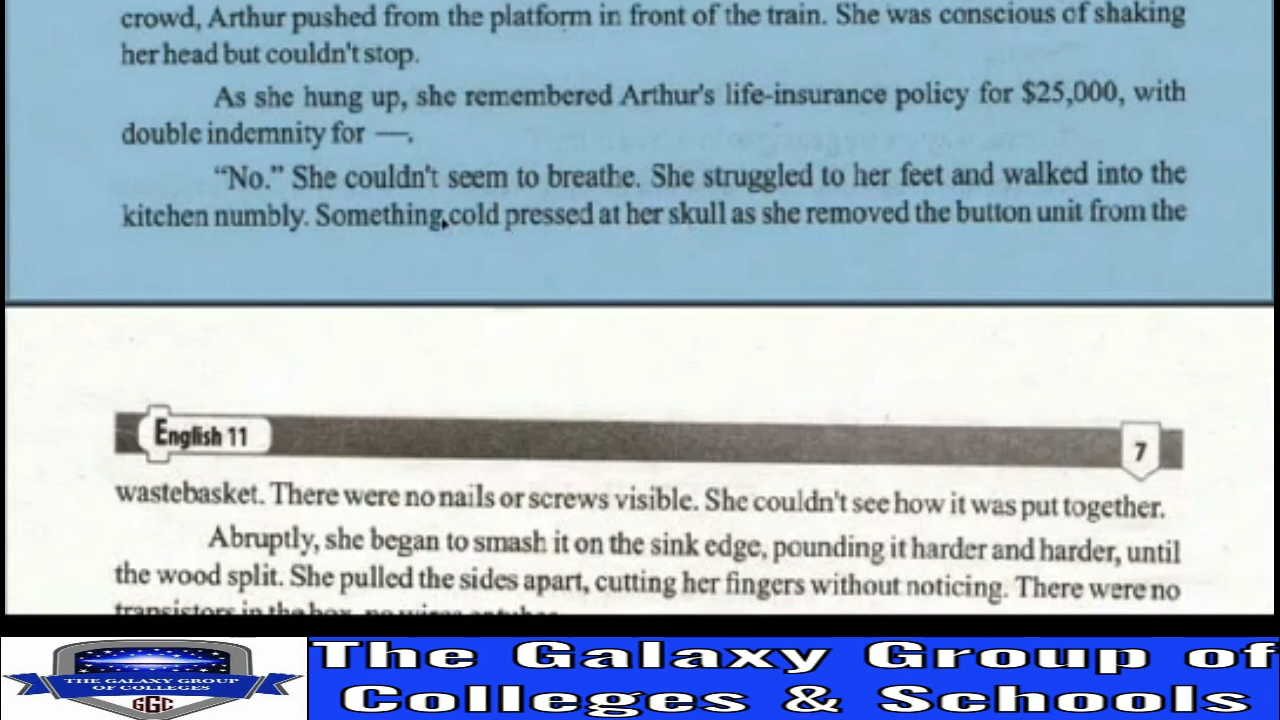 crowd, Arthur pushed from the platform in front of the train. She was conscious of shaking
her head but couldn't stop.
As she hung up, she remembered Arthur's life-insurance policy for $25,000, with
double indemnity for —.
“No.” She couldn't seem to breathe. She struggled to her feet and walked into the
kitchen numbly. Something cold pressed at her skull as she removed the button unit from the
English 11
7
wastebasket. There were no nails or screws visible. She couldn't see how it was put together.
Abruptly, she began to smash it on the sink edge, pounding it harder and harder, until
the wood split. She pulled the sides apart, cutting her fingers without noticing. There were no
transistors in the box, no wires
THE GALAXY GROUP
OF COLLEGES
GGC
The Galaxy Group of
Colleges & Schools